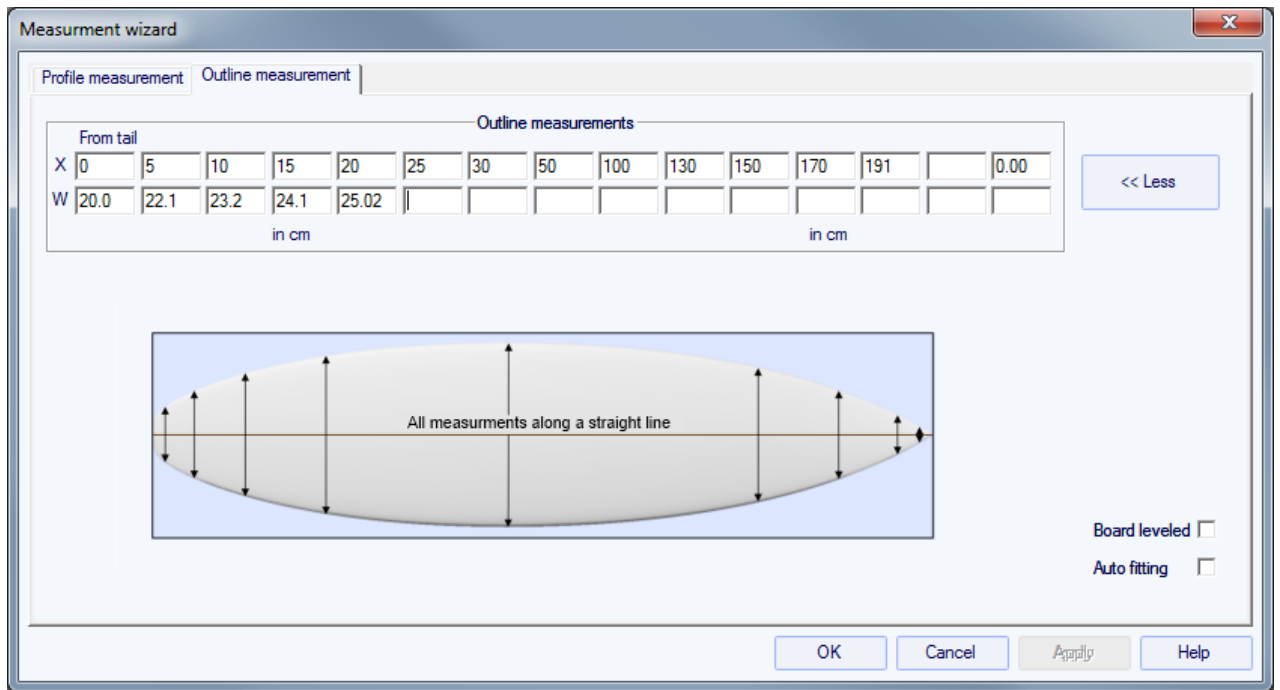 Measurment wizard
X
Profile measurement Outline measurement
Outline measurements
From tail
X 0 5 10 15 20 25 30 50 100 130 150 170 191 0.00
W 20.0 22.1 23.2 24.1 25.02
in cm in cm
<< Less
All measurments along a straight line
Board leveled
Auto fitting
OK Cancel Apply Help